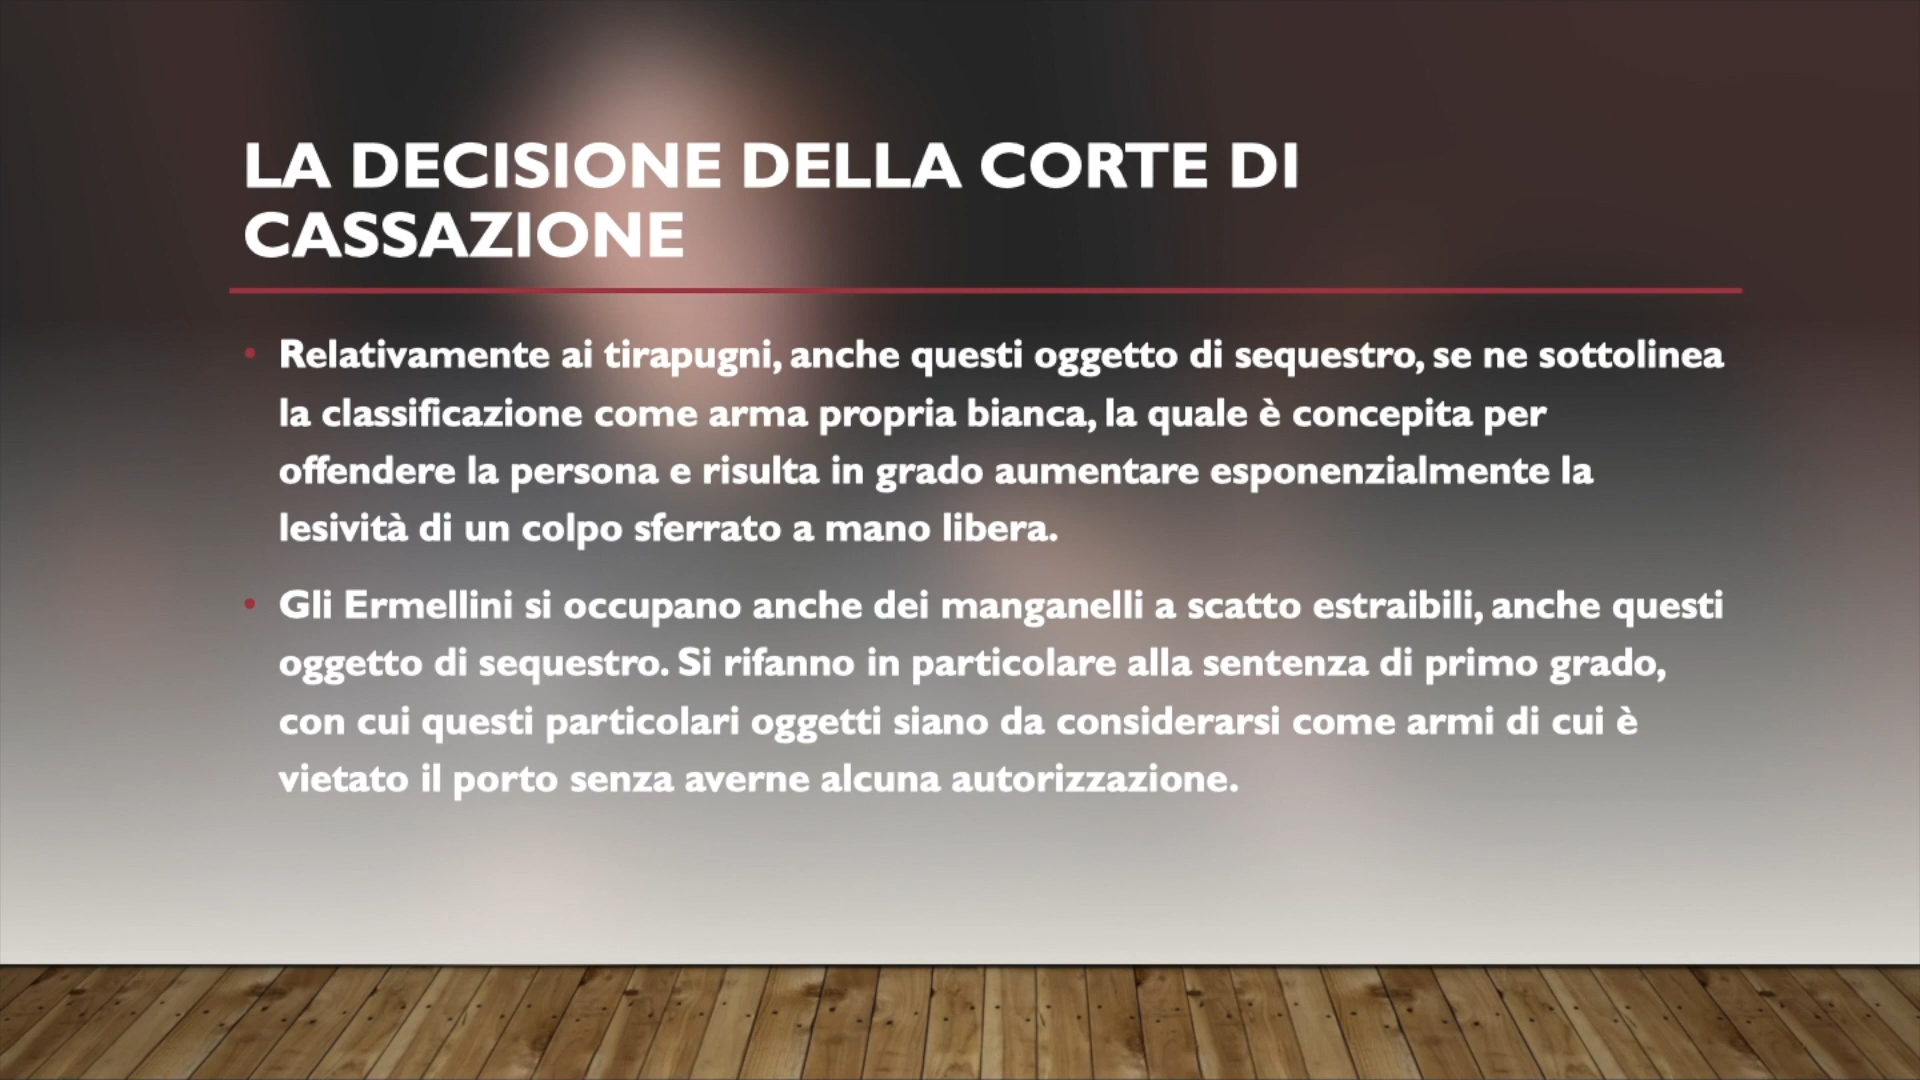 LA DECISIONE DELLA CORTE DI
CASSAZIONE
• Relativamente ai tirapugni, anche questi oggetto di sequestro, se ne sottolinea
la classificazione come arma propria bianca, la quale è concepita per
offendere la persona e risulta in grado aumentare esponenzialmente la
lesività di un colpo sferrato a mano libera.
• Gli Ermellini si occupano anche dei manganelli a scatto estraibili, anche questi
oggetto di sequestro. Si rifanno in particolare alla sentenza di primo grado,
con cui questi particolari oggetti siano da considerarsi come armi di cui è
vietato il porto senza averne alcuna autorizzazione.